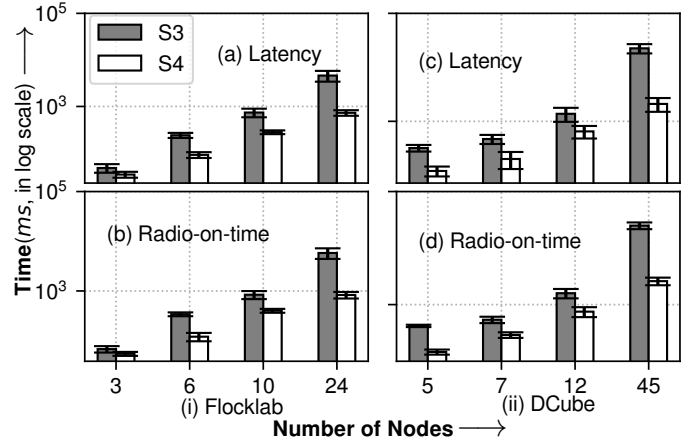 Time(ms, in log scale) ⟶
10^5
10^3
S3
S4
(a) Latency
(c) Latency
10^5
10^3
(b) Radio-on-time
(d) Radio-on-time
3 6 10 24 5 7 12 45
(i) Flocklab (ii) DCube
Number of Nodes ⟶